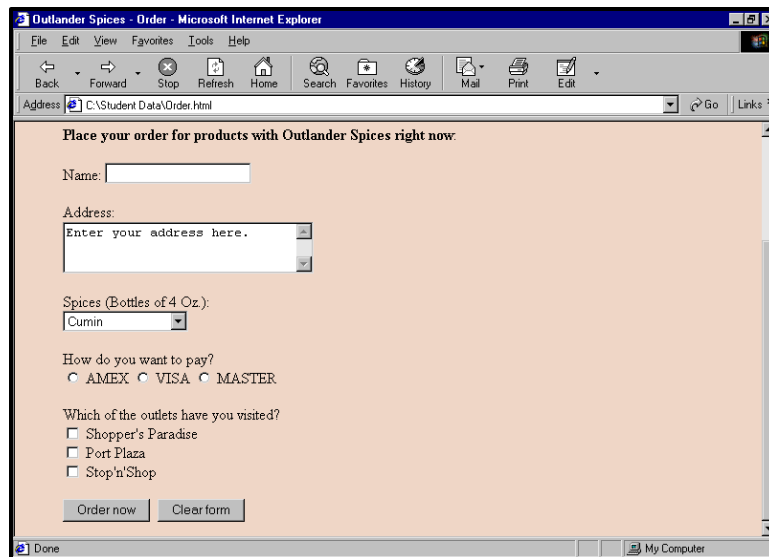 Outlander Spices - Order - Microsoft Internet Explorer
File Edit View Favorites Tools Help
Back Forward Stop Refresh Home Search Favorites History Mail Print Edit
Address C:\Student Data\Order.html Go Links
Place your order for products with Outlander Spices right now:
Name:
Address:
Enter your address here.
Spices (Bottles of 4 Oz.):
Cumin
How do you want to pay?
AMEX VISA MASTER
Which of the outlets have you visited?
Shopper's Paradise
Port Plaza
Stop'n'Shop
Order now Clear form
Done My Computer